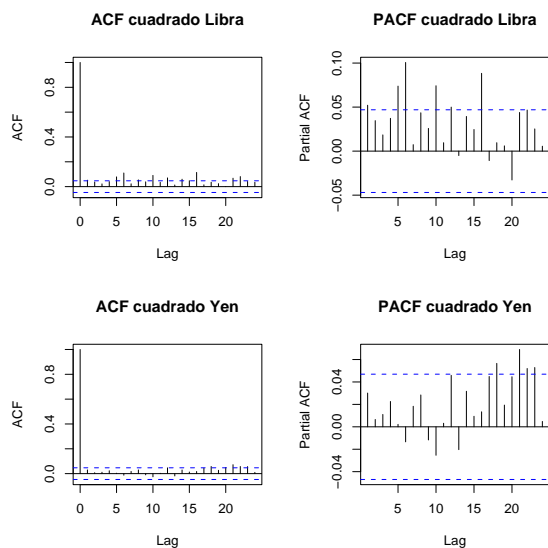 ACF cuadrado Libra
ACF
0.0 0.4 0.8
0 5 10 15 20
Lag
PACF cuadrado Libra
Partial ACF
−0.05 0.00 0.05 0.10
5 10 15 20
Lag
ACF cuadrado Yen
ACF
0.0 0.4 0.8
0 5 10 15 20
Lag
PACF cuadrado Yen
Partial ACF
−0.04 0.00 0.04
5 10 15 20
Lag